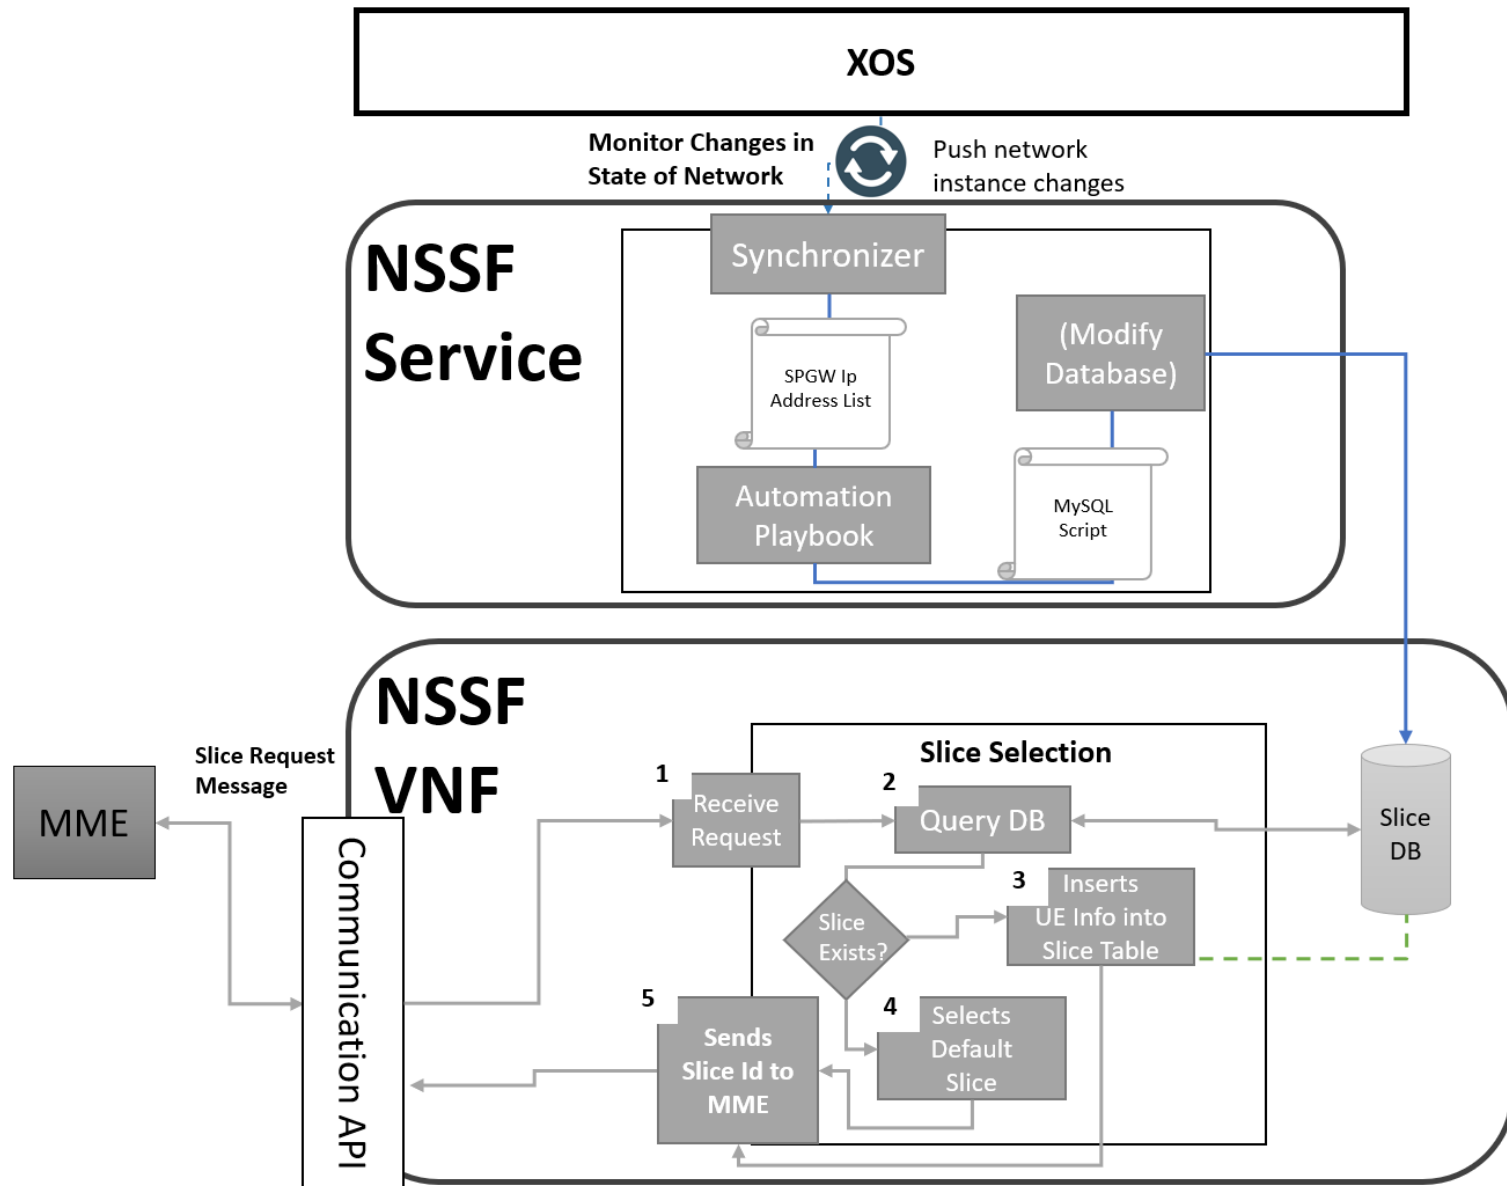 XOS
Monitor Changes in
State of Network
Push network
instance changes
NSSF
Service
Synchronizer
SPGW Ip
Address List
Automation
Playbook
(Modify
Database)
MySQL
Script
NSSF
VNF
Slice Request
Message
MME
Communication API
Slice Selection
1
Receive
Request
2
Query DB
Slice
DB
Slice
Exists?
3
Inserts
UE Info into
Slice Table
4
Selects
Default
Slice
5
Sends
Slice Id to
MME